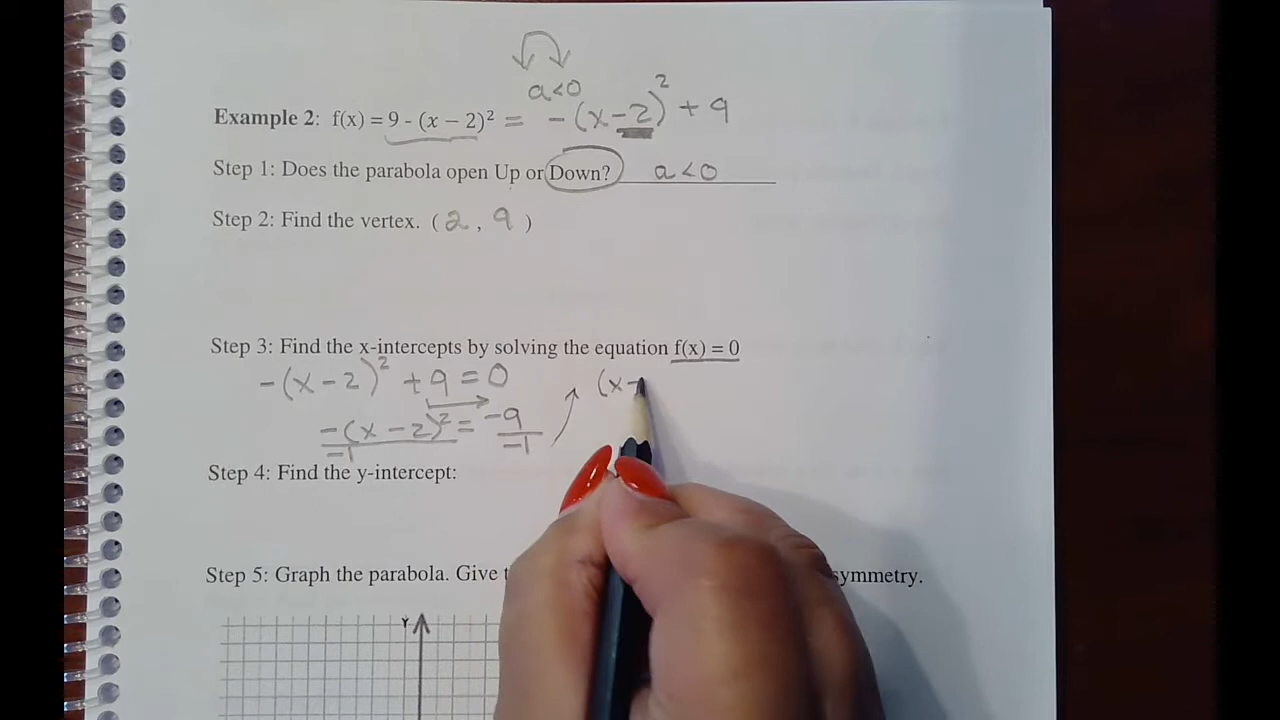 a<0
Example 2: f(x) = 9 - (x – 2)² = -(x-2)² + 9
Step 1: Does the parabola open Up or Down? a<0
Step 2: Find the vertex. (2, 9)
Step 3: Find the x-intercepts by solving the equation f(x) = 0
-(x-2)² + 9 = 0 (x-
-(x-2)² = -9
-1 -1
Step 4: Find the y-intercept:
Step 5: Graph the parabola. Give symmetry.
Y